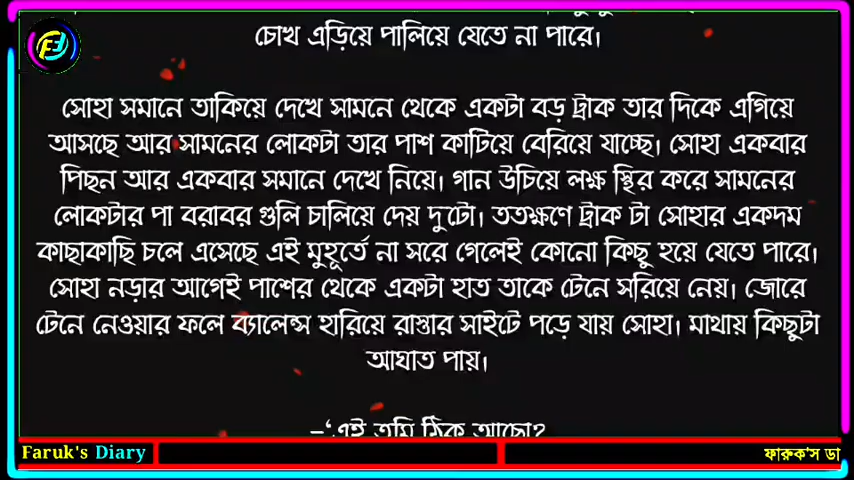 চোখ এড়িয়ে পালিয়ে যেতে না পারে।
সোহা সমানে তাকিয়ে দেখে সামনে থেকে একটা বড় ট্রাক তার দিকে এগিয়ে
আসছে আর সামনের লোকটা তার পাশ কাটিয়ে বেরিয়ে যাচ্ছে। সোহা একবার
পিছন আর একবার সমানে দেখে নিয়ে। গান উচিয়ে লক্ষ স্থির করে সামনের
লোকটার পা বরাবর গুলি চালিয়ে দেয় দু'টো। ততক্ষণে ট্রাক টা সোহার একদম
কাছাকাছি চলে এসেছে এই মুহূর্তে না সরে গেলেই কোনো কিছু হয়ে যেতে পারে।
সোহা নড়ার আগেই পাশের থেকে একটা হাত তাকে টেনে সরিয়ে নেয়। জোরে
টেনে নেওয়ার ফলে ব্যালেন্স হারিয়ে রাস্তার সাইটে পড়ে যায় সোহা। মাথায় কিছুটা
আঘাত পায়।
–‘এই তুমি ঠিক আছো?
Faruk's Diary
ফারুক'স ডা